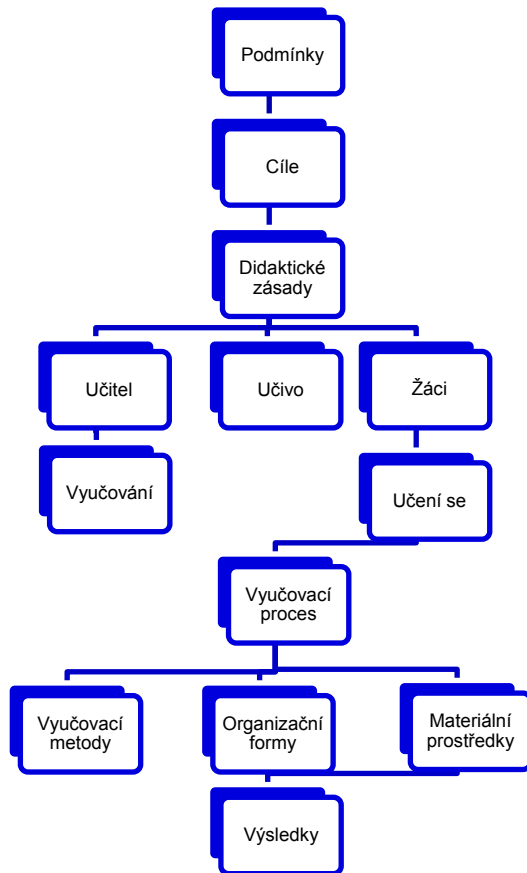 Podmínky
Cíle
Didaktické
zásady
Učitel
Učivo
Žáci
Vyučování
Učení se
Vyučovací
proces
Vyučovací
metody
Organizační
formy
Materiální
prostředky
Výsledky